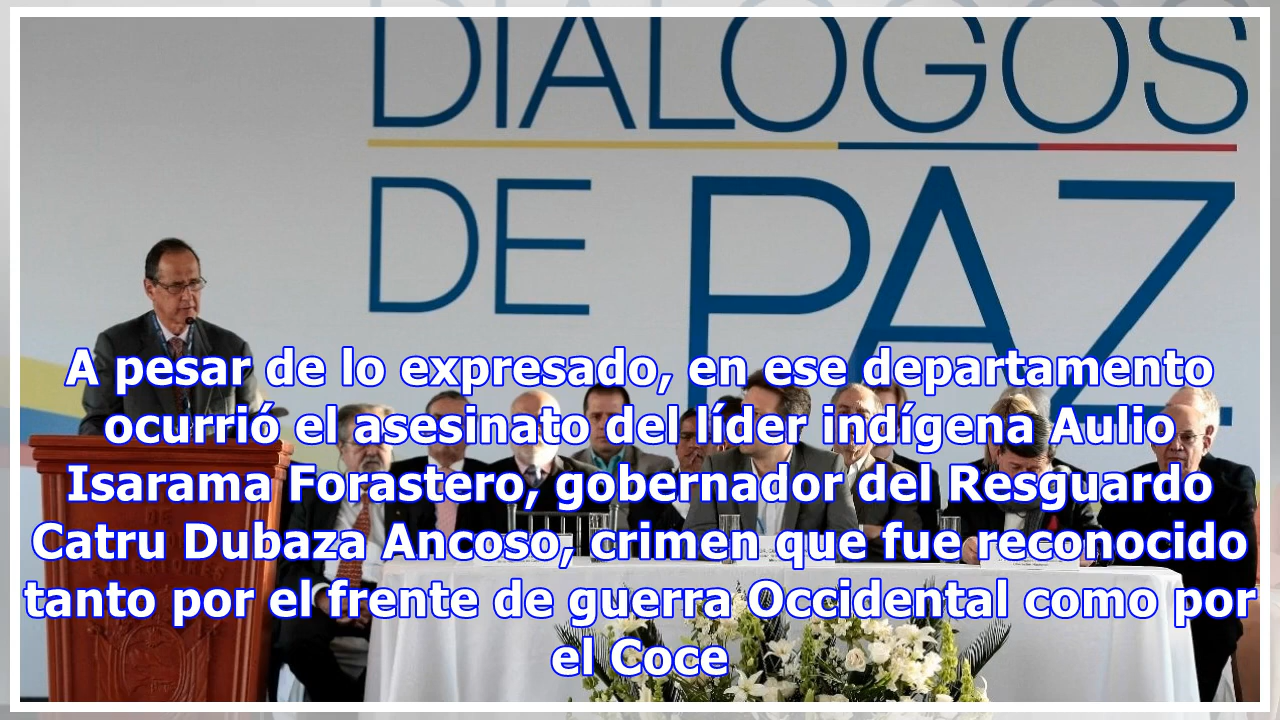 DIALOGOS
DE PAZ
A pesar de lo expresado, en ese departamento
ocurrió el asesinato del líder indígena Aulio
Isarama Forastero, gobernador del Resguardo
Catru Dubaza Ancoso, crimen que fue reconocido
tanto por el frente de guerra Occidental como por
el Coce